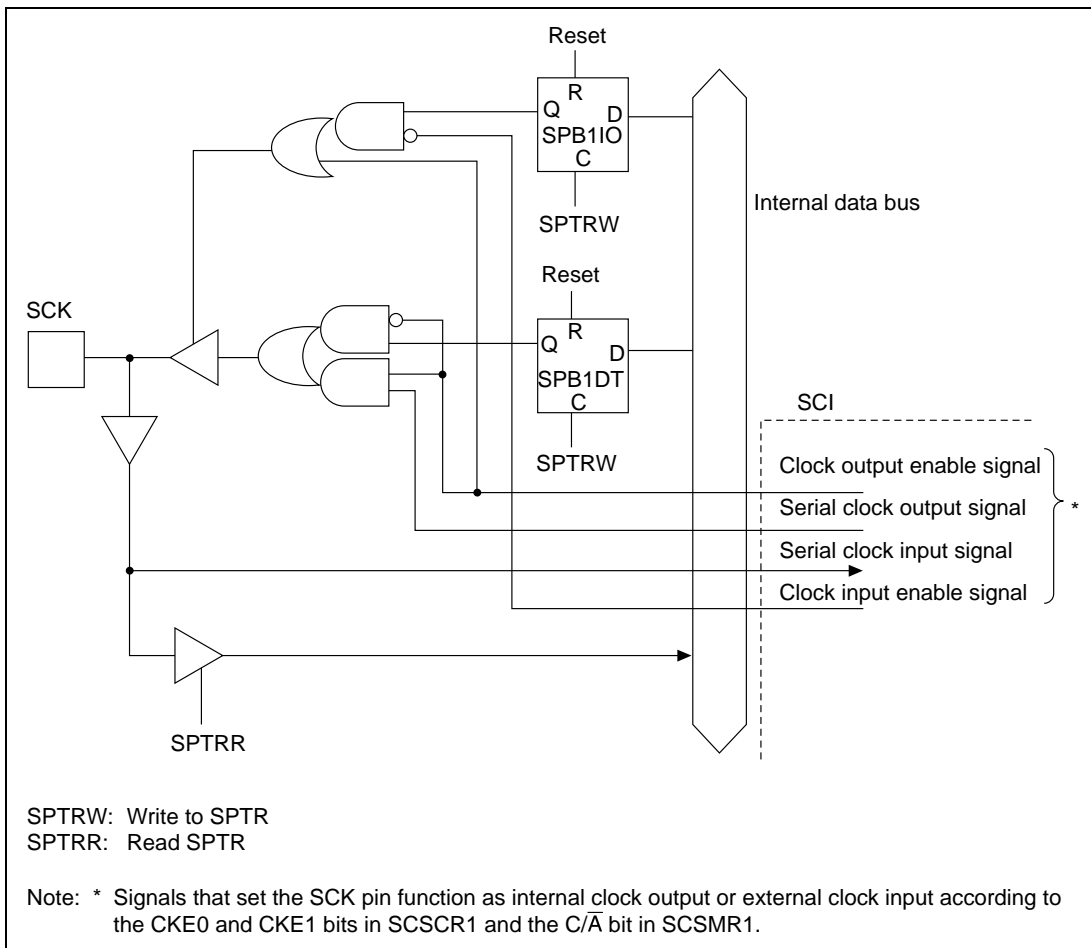 Reset
R
Q
D
SPB1IO
C
SPTRW
Internal data bus
Reset
SCK
R
Q
D
SPB1DT
C
SPTRW
SCI
Clock output enable signal
Serial clock output signal
*
Serial clock input signal
Clock input enable signal
SPTRR
SPTRW: Write to SPTR
SPTRR: Read SPTR
Note: * Signals that set the SCK pin function as internal clock output or external clock input according to
the CKE0 and CKE1 bits in SCSCR1 and the C/A̅ bit in SCSMR1.